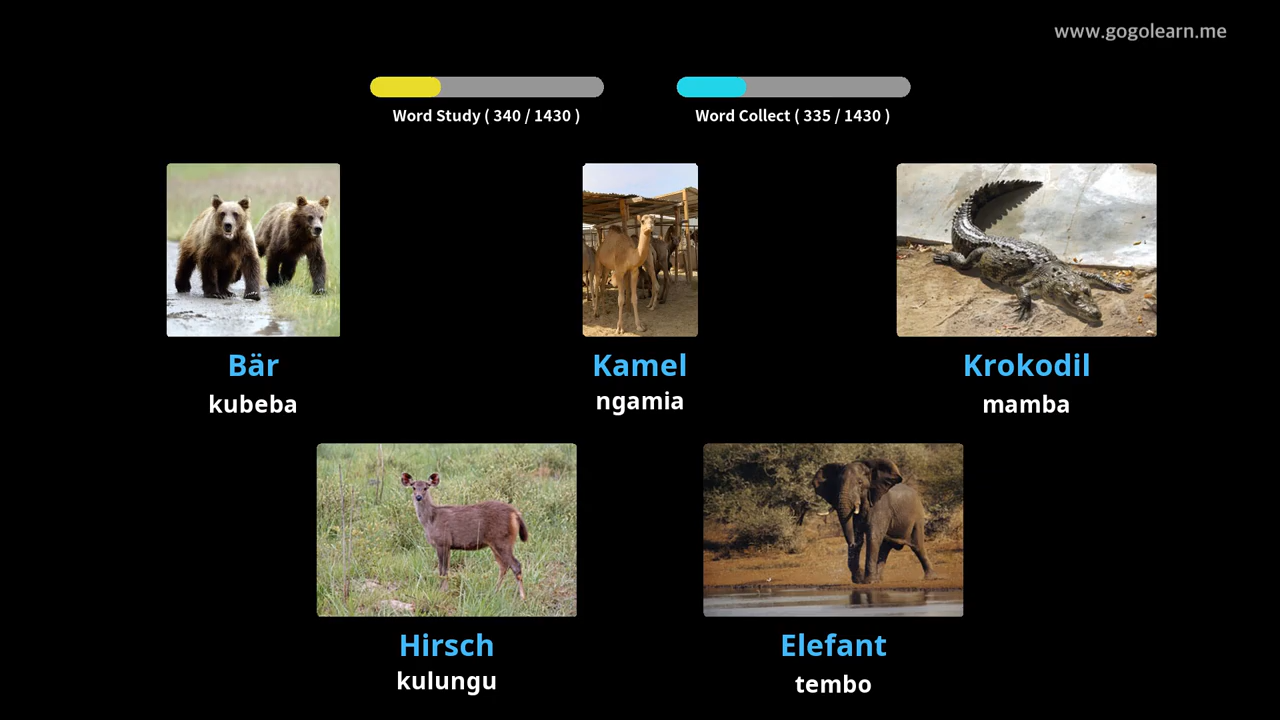 www.gogolearn.me
Word Study ( 340 / 1430 )
Word Collect ( 335 / 1430 )
Bär
kubeba
Kamel
ngamia
Krokodil
mamba
Hirsch
kulungu
Elefant
tembo